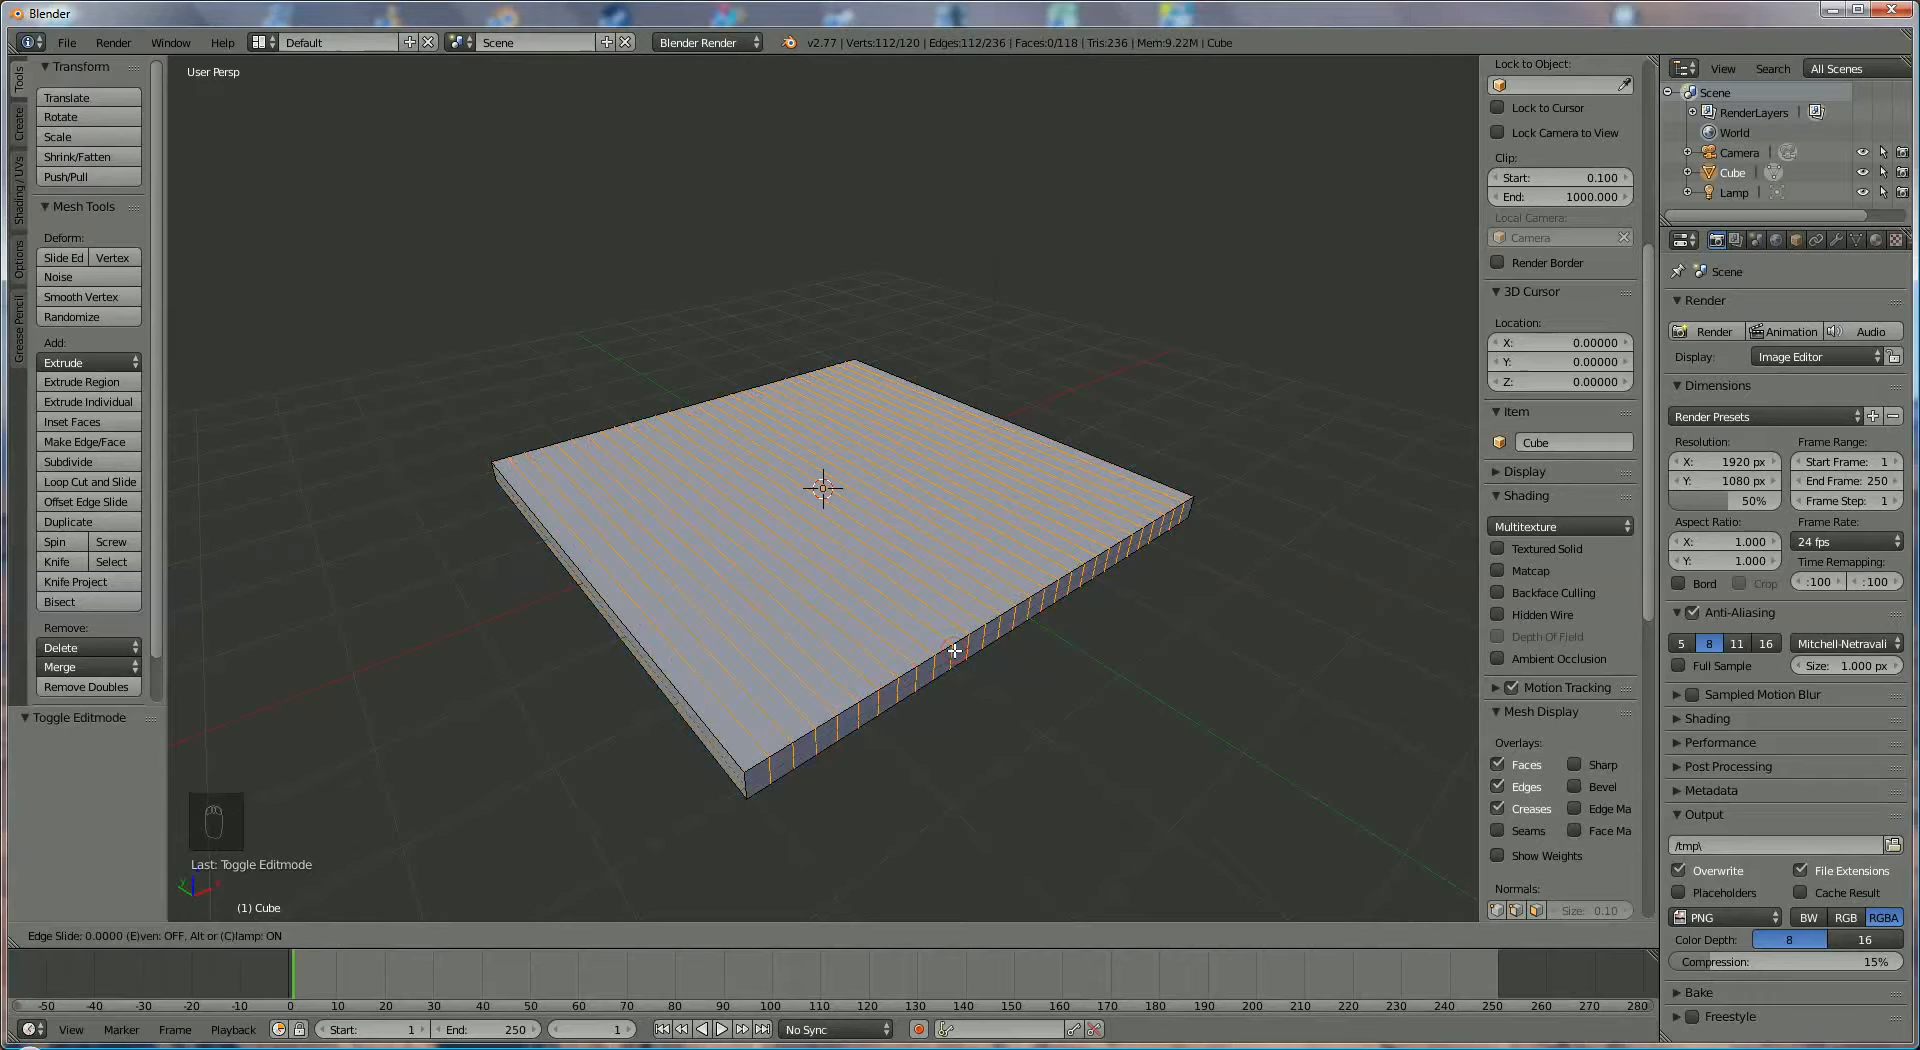 Blender
File Render Window Help Default Scene Blender Render v2.77 | Verts:112/120 | Edges:112/236 | Faces:0/118 | Tris:236 | Mem:9.22M | Cube
Tools
Create
Shading / UVs
Options
Grease Pencil
Transform
Translate
Rotate
Scale
Shrink/Fatten
Push/Pull
Mesh Tools
Deform:
Slide Ed Vertex
Noise
Smooth Vertex
Randomize
Add:
Extrude
Extrude Region
Extrude Individual
Inset Faces
Make Edge/Face
Subdivide
Loop Cut and Slide
Offset Edge Slide
Duplicate
Spin Screw
Knife Select
Knife Project
Bisect
Remove:
Delete
Merge
Remove Doubles
Toggle Editmode
User Persp
Last: Toggle Editmode
(1) Cube
Edge Slide: 0.0000 (E)ven: OFF, Alt or (C)lamp: ON
Lock to Object:
Lock to Cursor
Lock Camera to View
Clip:
Start: 0.100
End: 1000.000
Local Camera:
Camera
Render Border
3D Cursor
Location:
X: 0.00000
Y: 0.00000
Z: 0.00000
Item
Cube
Display
Shading
Multitexture
Textured Solid
Matcap
Backface Culling
Hidden Wire
Depth Of Field
Ambient Occlusion
Motion Tracking
Mesh Display
Overlays:
Faces Sharp
Edges Bevel
Creases Edge Ma
Seams Face Ma
Show Weights
Normals:
Size: 0.10
View Search All Scenes
Scene
RenderLayers
World
Camera
Cube
Lamp
Scene
Render
Render Animation Audio
Display: Image Editor
Dimensions
Render Presets
Resolution: Frame Range:
X: 1920 px Start Frame: 1
Y: 1080 px End Frame: 250
50% Frame Step: 1
Aspect Ratio: Frame Rate:
X: 1.000 24 fps
Y: 1.000 Time Remapping:
Bord Crop :100 :100
Anti-Aliasing
5 8 11 16 Mitchell-Netravali
Full Sample Size: 1.000 px
Sampled Motion Blur
Shading
Performance
Post Processing
Metadata
Output
/tmp\
Overwrite File Extensions
Placeholders Cache Result
PNG BW RGB RGBA
Color Depth: 8 16
Compression: 15%
Bake
Freestyle
-50 -40 -30 -20 -10 0 10 20 30 40 50 60 70 80 90 100 110 120 130 140 150 160 170 180 190 200 210 220 230 240 250 260 270 280
View Marker Frame Playback Start: 1 End: 250 1 No Sync